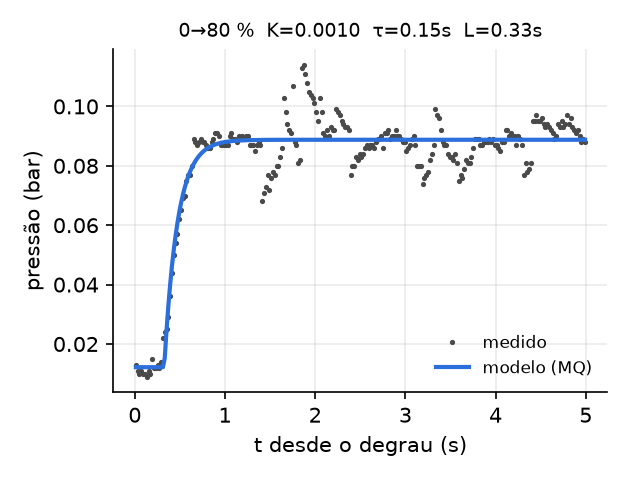 0→80 % K=0.0010 τ=0.15s L=0.33s
pressão (bar)
0.10
0.08
0.06
0.04
0.02
medido
modelo (MQ)
0 1 2 3 4 5
t desde o degrau (s)